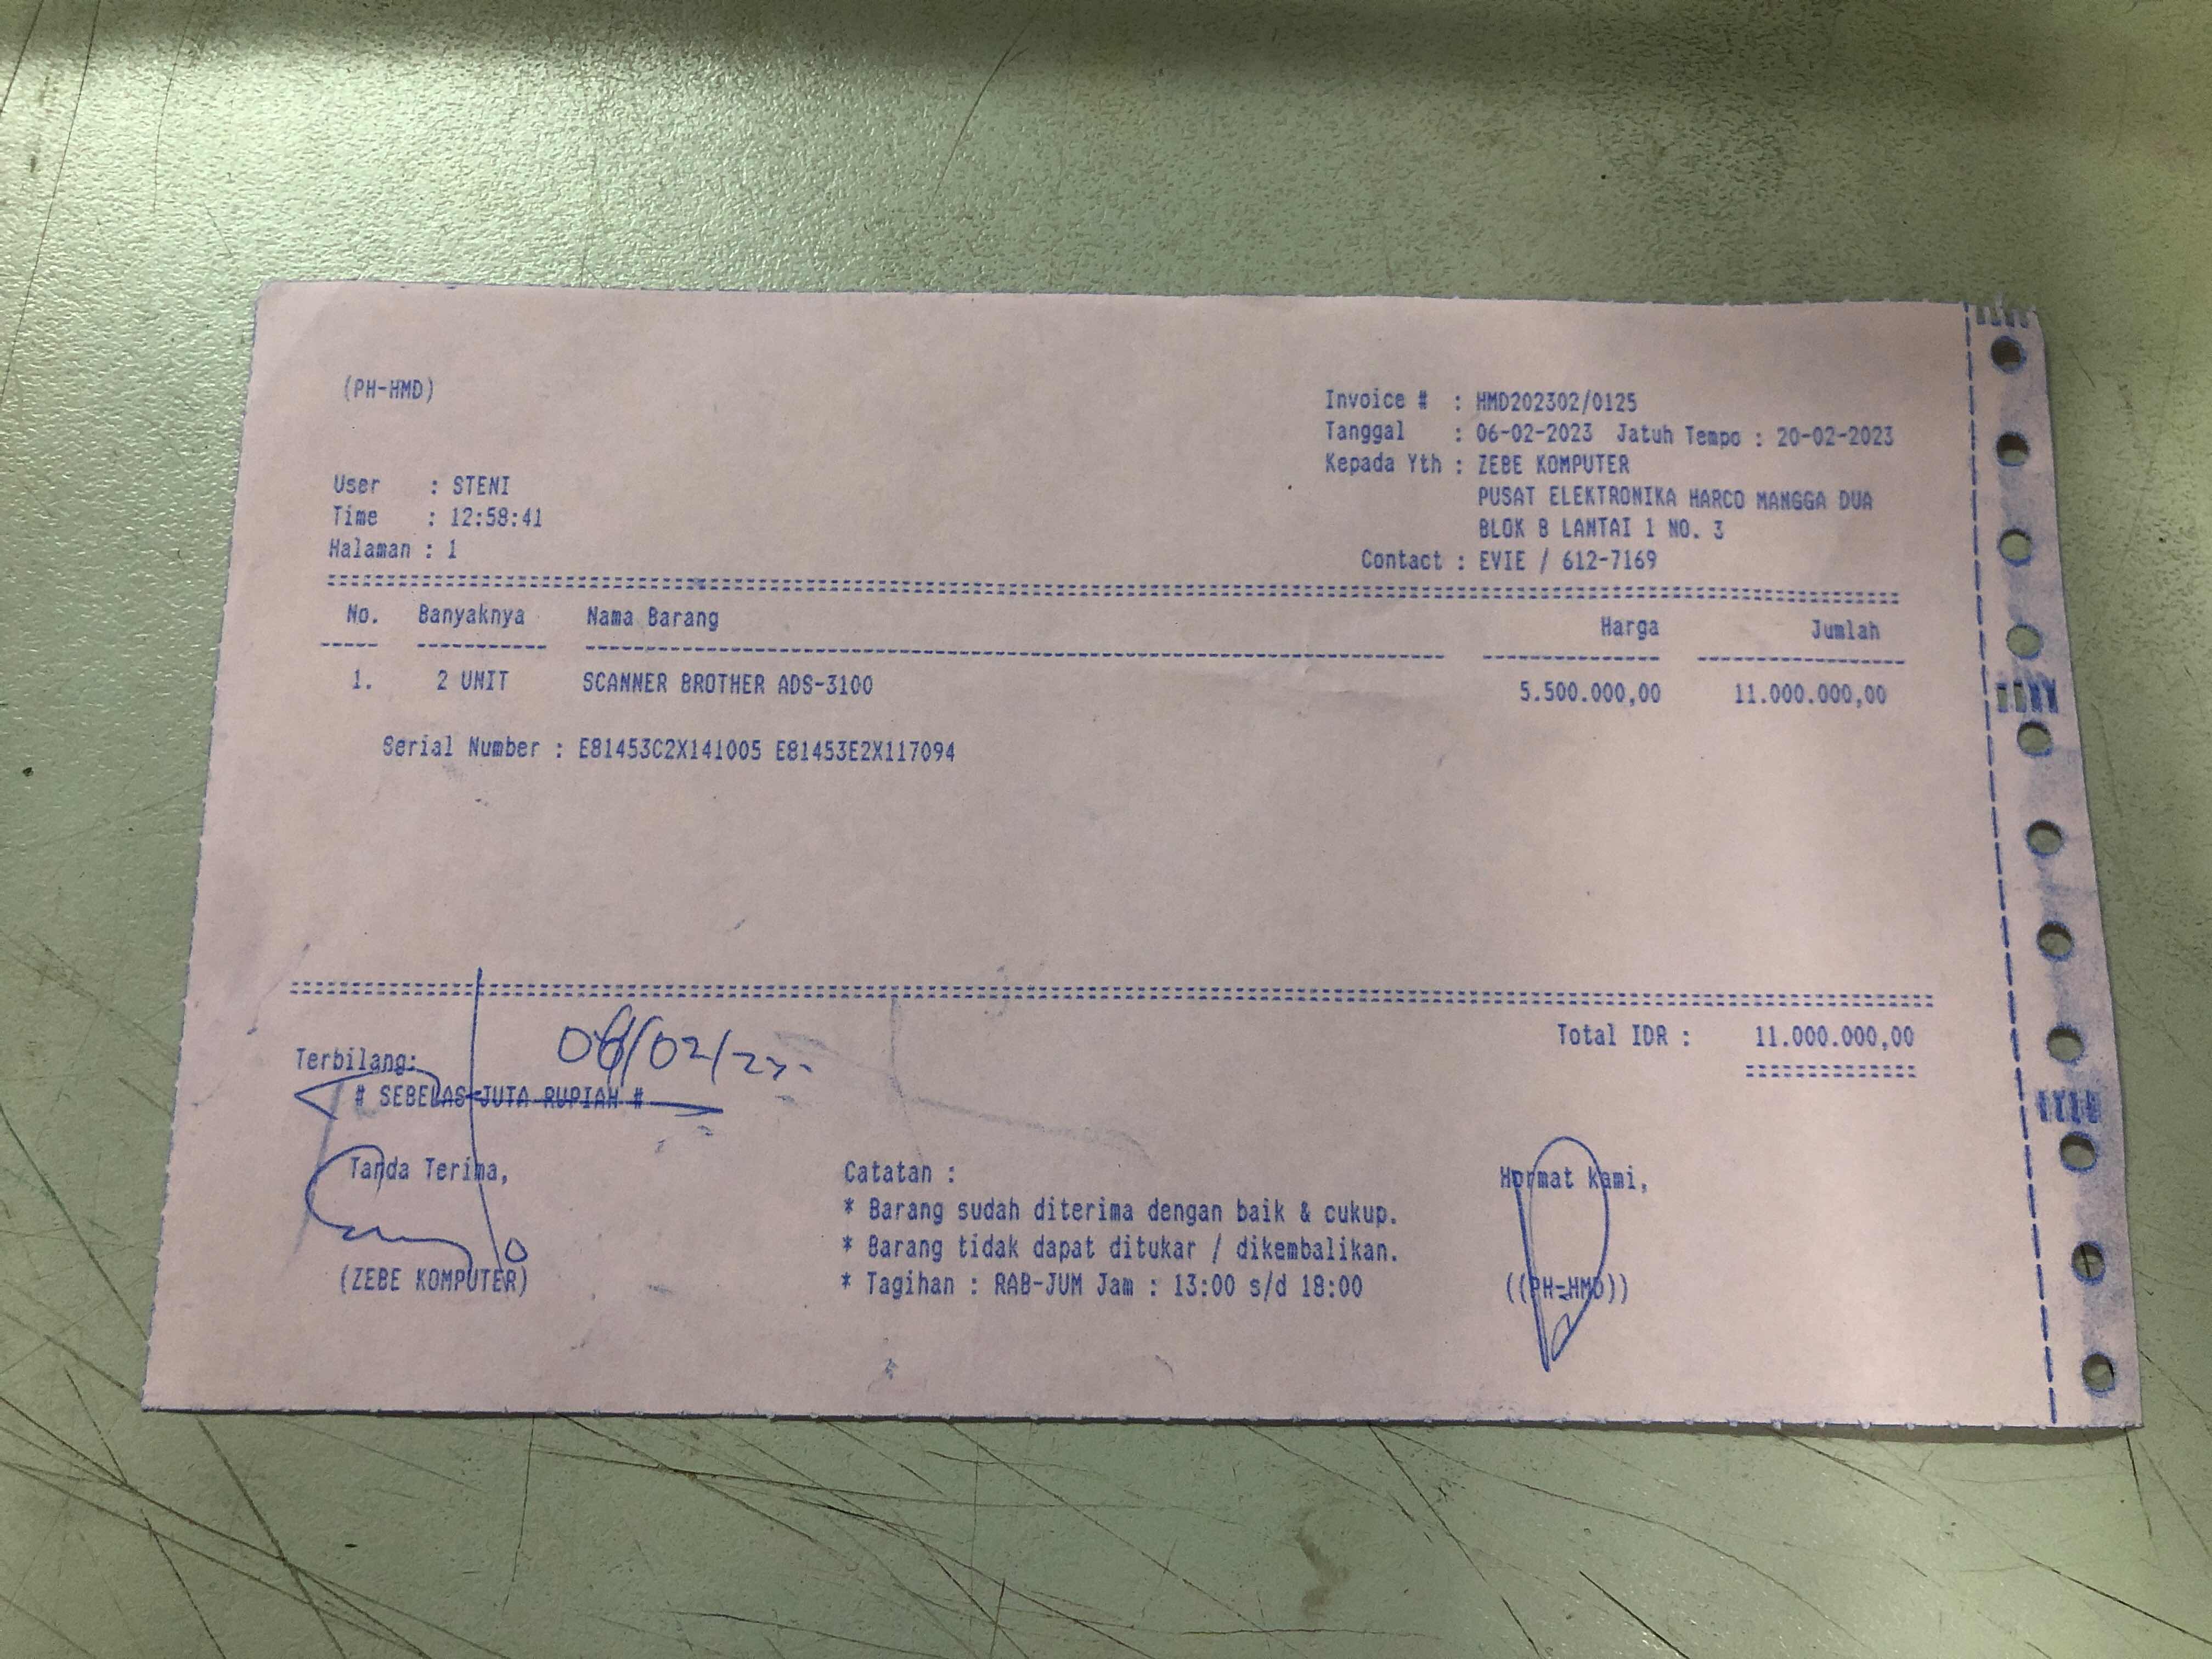 (PH-HMD)
Invoice # : HMD202302/0125
Tanggal : 06-02-2023 Jatuh Tempo : 20-02-2023
Kepada Yth : ZEBE KOMPUTER
PUSAT ELEKTRONIKA HARCO MANGGA DUA
BLOK B LANTAI 1 NO. 3
Contact : EVIE / 612-7169
User : STENI
Time : 12:58:41
Halaman : 1
No. Banyaknya Nama Barang Harga Jumlah
1. 2 UNIT SCANNER BROTHER ADS-3100 5.500.000,00 11.000.000,00
Serial Number : E81453C2X141005 E81453E2X117094
Total IDR : 11.000.000,00
Terbilang:
# SEBELAS JUTA RUPIAH #
Tanda Terima,
(ZEBE KOMPUTER)
Catatan :
* Barang sudah diterima dengan baik & cukup.
* Barang tidak dapat ditukar / dikembalikan.
* Tagihan : RAB-JUM Jam : 13:00 s/d 18:00
Hormat kami,
((PH-HMD))